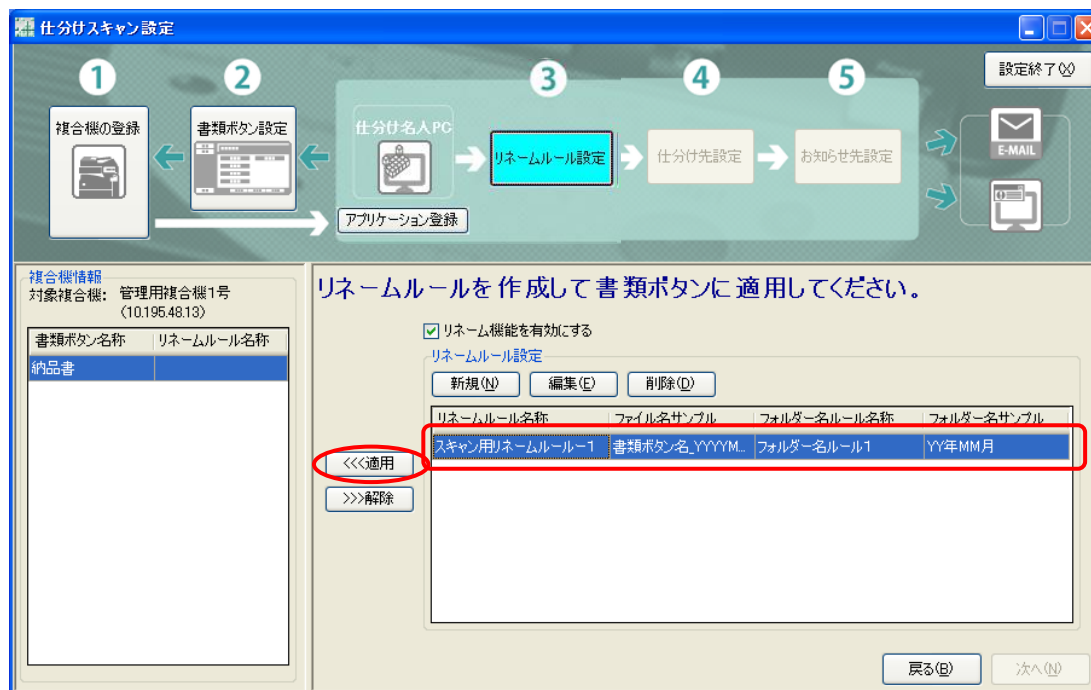 仕分けスキャン設定
1
2
3
4
5
設定終了(X)
複合機の登録
書類ボタン設定
仕分け名人PC
リネームルール設定
仕分け先設定
お知らせ先設定
E-MAIL
アプリケーション登録
複合機情報
対象複合機: 管理用複合機1号
(10.195.48.13)
書類ボタン名称 リネームルール名称
納品書
リネームルールを作成して書類ボタンに適用してください。
リネーム機能を有効にする
リネームルール設定
新規(N) 編集(E) 削除(D)
リネームルール名称 ファイル名サンプル フォルダー名ルール名称 フォルダー名サンプル
スキャン用リネームルールー1 書類ボタン名_YYYYM... フォルダー名ルール1 YY年MM月
<<<適用
>>>解除
戻る(B) 次へ(N)